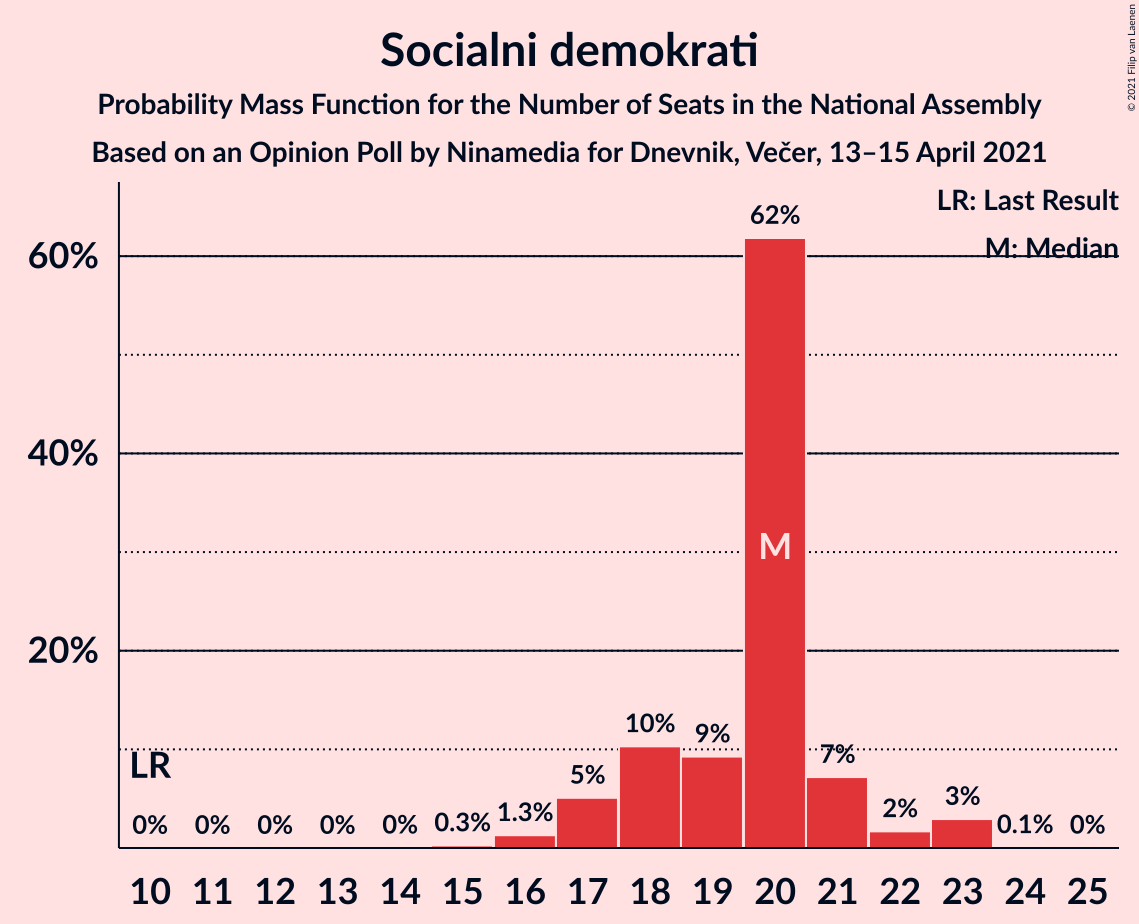 Socialni demokrati
Probability Mass Function for the Number of Seats in the National Assembly
Based on an Opinion Poll by Ninamedia for Dnevnik, Večer, 13–15 April 2021
© 2021 Filip van Laenen
LR: Last Result
M: Median
60%
40%
20%
62%
M
LR
0% 0% 0% 0% 0% 0.3% 1.3% 5% 10% 9% 7% 2% 3% 0.1% 0%
10 11 12 13 14 15 16 17 18 19 20 21 22 23 24 25